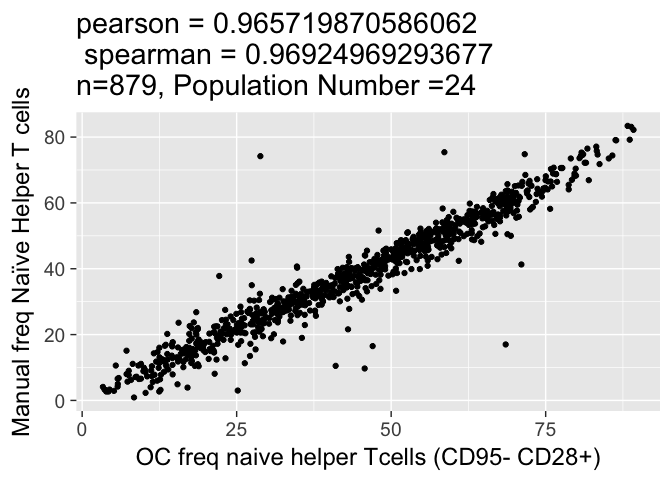 pearson = 0.965719870586062
spearman = 0.96924969293677
n=879, Population Number =24
Manual freq Naïve Helper T cells
80
60
40
20
0
0 25 50 75
OC freq naive helper Tcells (CD95- CD28+)